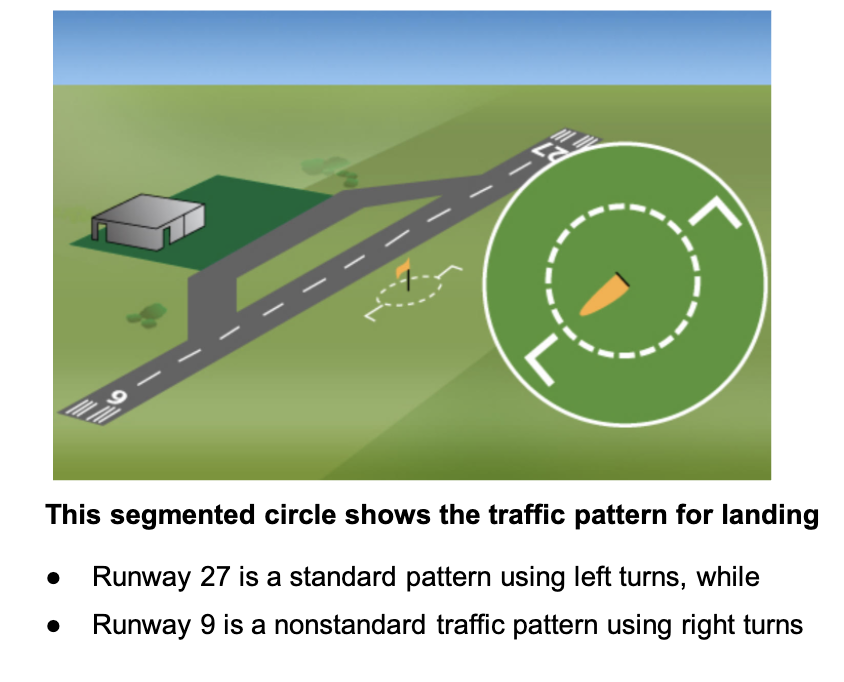 27
9
This segmented circle shows the traffic pattern for landing
● Runway 27 is a standard pattern using left turns, while
● Runway 9 is a nonstandard traffic pattern using right turns